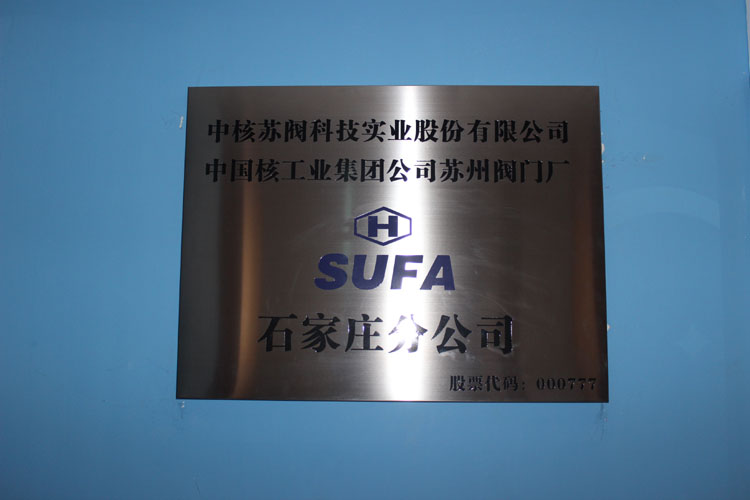 中核苏阀科技实业股份有限公司
中国核工业集团公司苏州阀门厂
H
SUFA
石家庄分公司
股票代码：000777